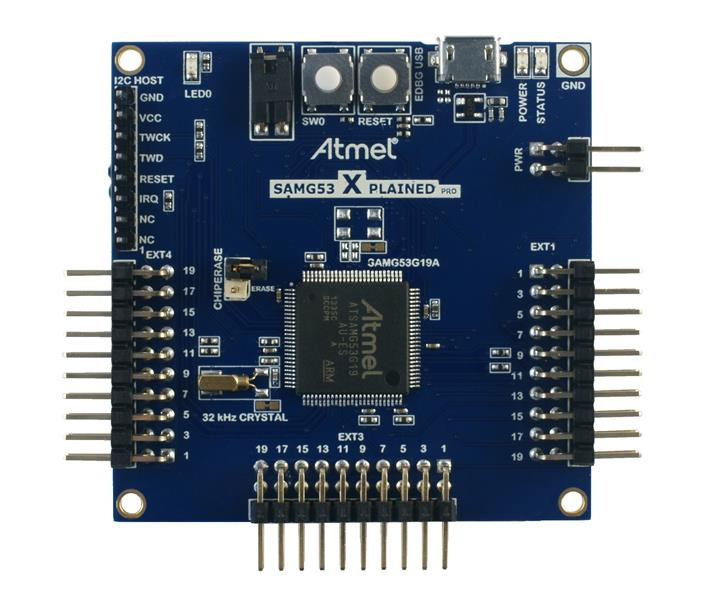 I2C HOST
GND
VCC
TWCK
TWD
RESET
IRQ
NC
NC
1
LED0
SW0
RESET
EDBG USB
POWER
STATUS
GND
PWR
Atmel®
SAMG53 XPLAINED PRO
SAMG53G19A
CHIPERASE
ERASE
Atmel
ATSAMG53G19
AU-ES
A
ARM
32 kHz CRYSTAL
EXT4
19
17
15
13
11
9
7
5
3
1
EXT1
1
3
5
7
9
11
13
15
17
19
EXT3
19 17 15 13 11 9 7 5 3 1